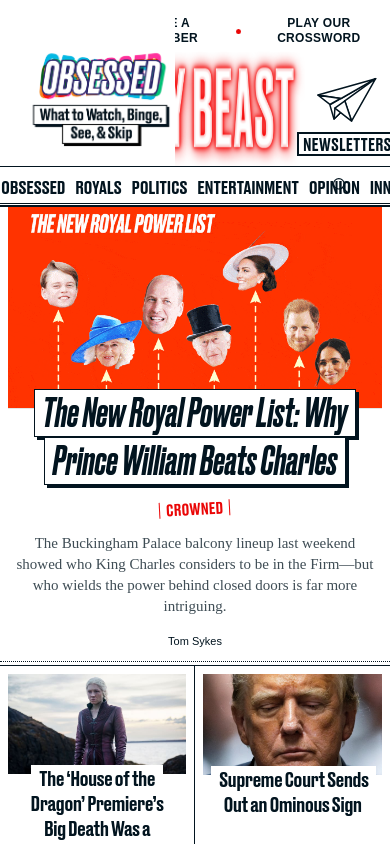 E A
BER
PLAY OUR
CROSSWORD
OBSESSED
What to Watch, Binge,
See, & Skip
Y BEAST
NEWSLETTERS
OBSESSED ROYALS POLITICS ENTERTAINMENT OPINION INN
THE NEW ROYAL POWER LIST
The New Royal Power List: Why
Prince William Beats Charles
CROWNED
The Buckingham Palace balcony lineup last weekend
showed who King Charles considers to be in the Firm—but
who wields the power behind closed doors is far more
intriguing.
Tom Sykes
The ‘House of the
Dragon’ Premiere’s
Big Death Was a
Supreme Court Sends
Out an Ominous Sign